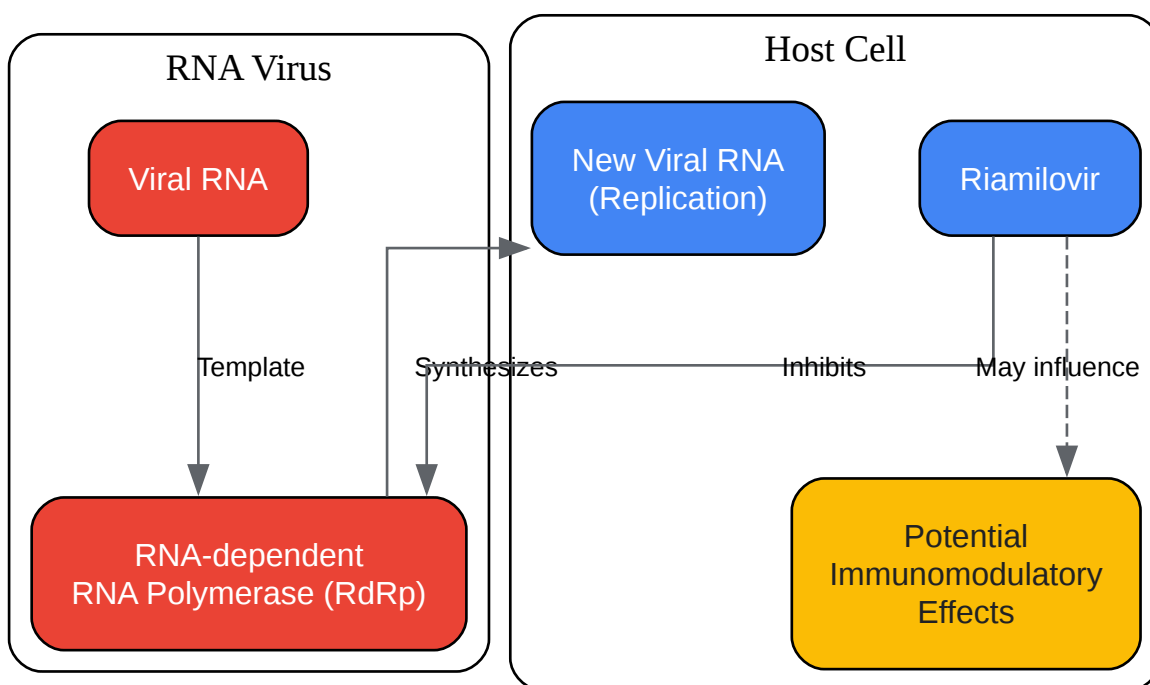 RNA Virus
Host Cell
Viral RNA
New Viral RNA
(Replication)
Riamilovir
Template
Synthesizes
Inhibits
May influence
RNA-dependent
RNA Polymerase (RdRp)
Potential
Immunomodulatory
Effects